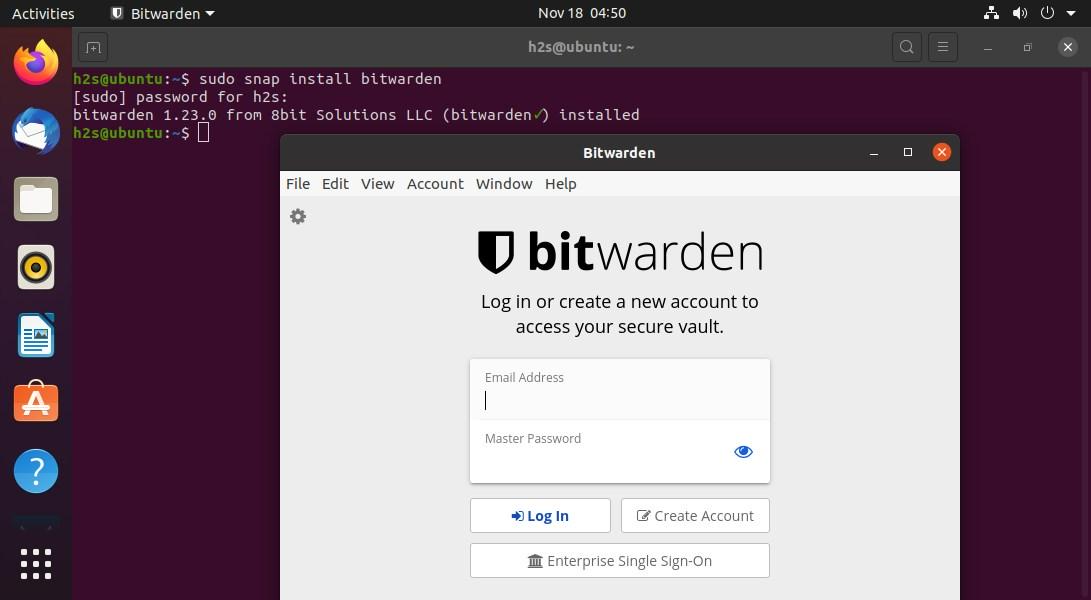 Activities
Bitwarden
Nov 18 04:50
h2s@ubuntu: ~
h2s@ubuntu:~$ sudo snap install bitwarden
[sudo] password for h2s:
bitwarden 1.23.0 from 8bit Solutions LLC (bitwarden✓) installed
h2s@ubuntu:~$
Bitwarden
File Edit View Account Window Help
bitwarden
Log in or create a new account to
access your secure vault.
Email Address
Master Password
Log In
Create Account
Enterprise Single Sign-On